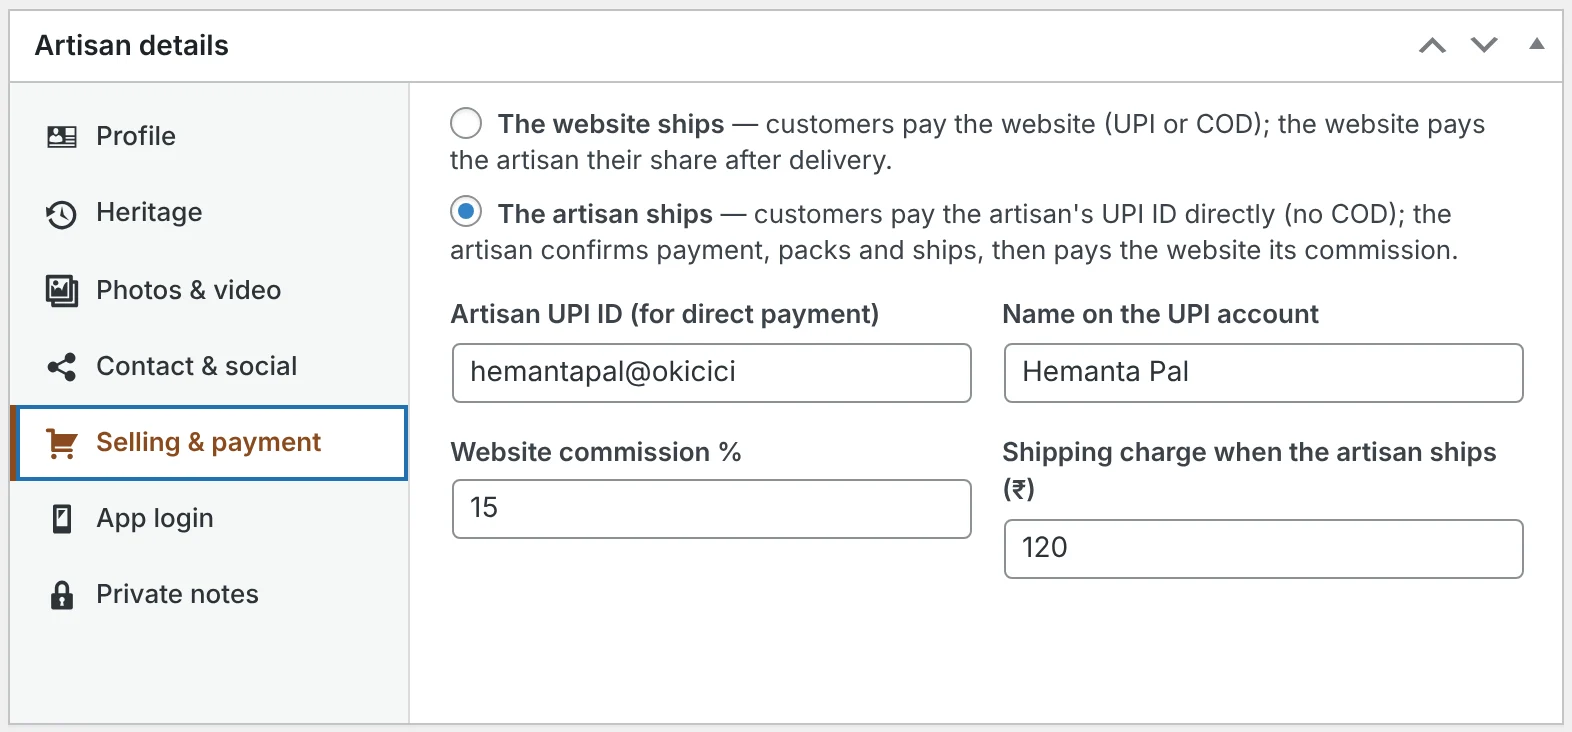 Artisan details
Profile
Heritage
Photos & video
Contact & social
Selling & payment
App login
Private notes
The website ships — customers pay the website (UPI or COD); the website pays
the artisan their share after delivery.
The artisan ships — customers pay the artisan's UPI ID directly (no COD); the
artisan confirms payment, packs and ships, then pays the website its commission.
Artisan UPI ID (for direct payment)
hemantapal@okicici
Name on the UPI account
Hemanta Pal
Website commission %
15
Shipping charge when the artisan ships
(₹)
120